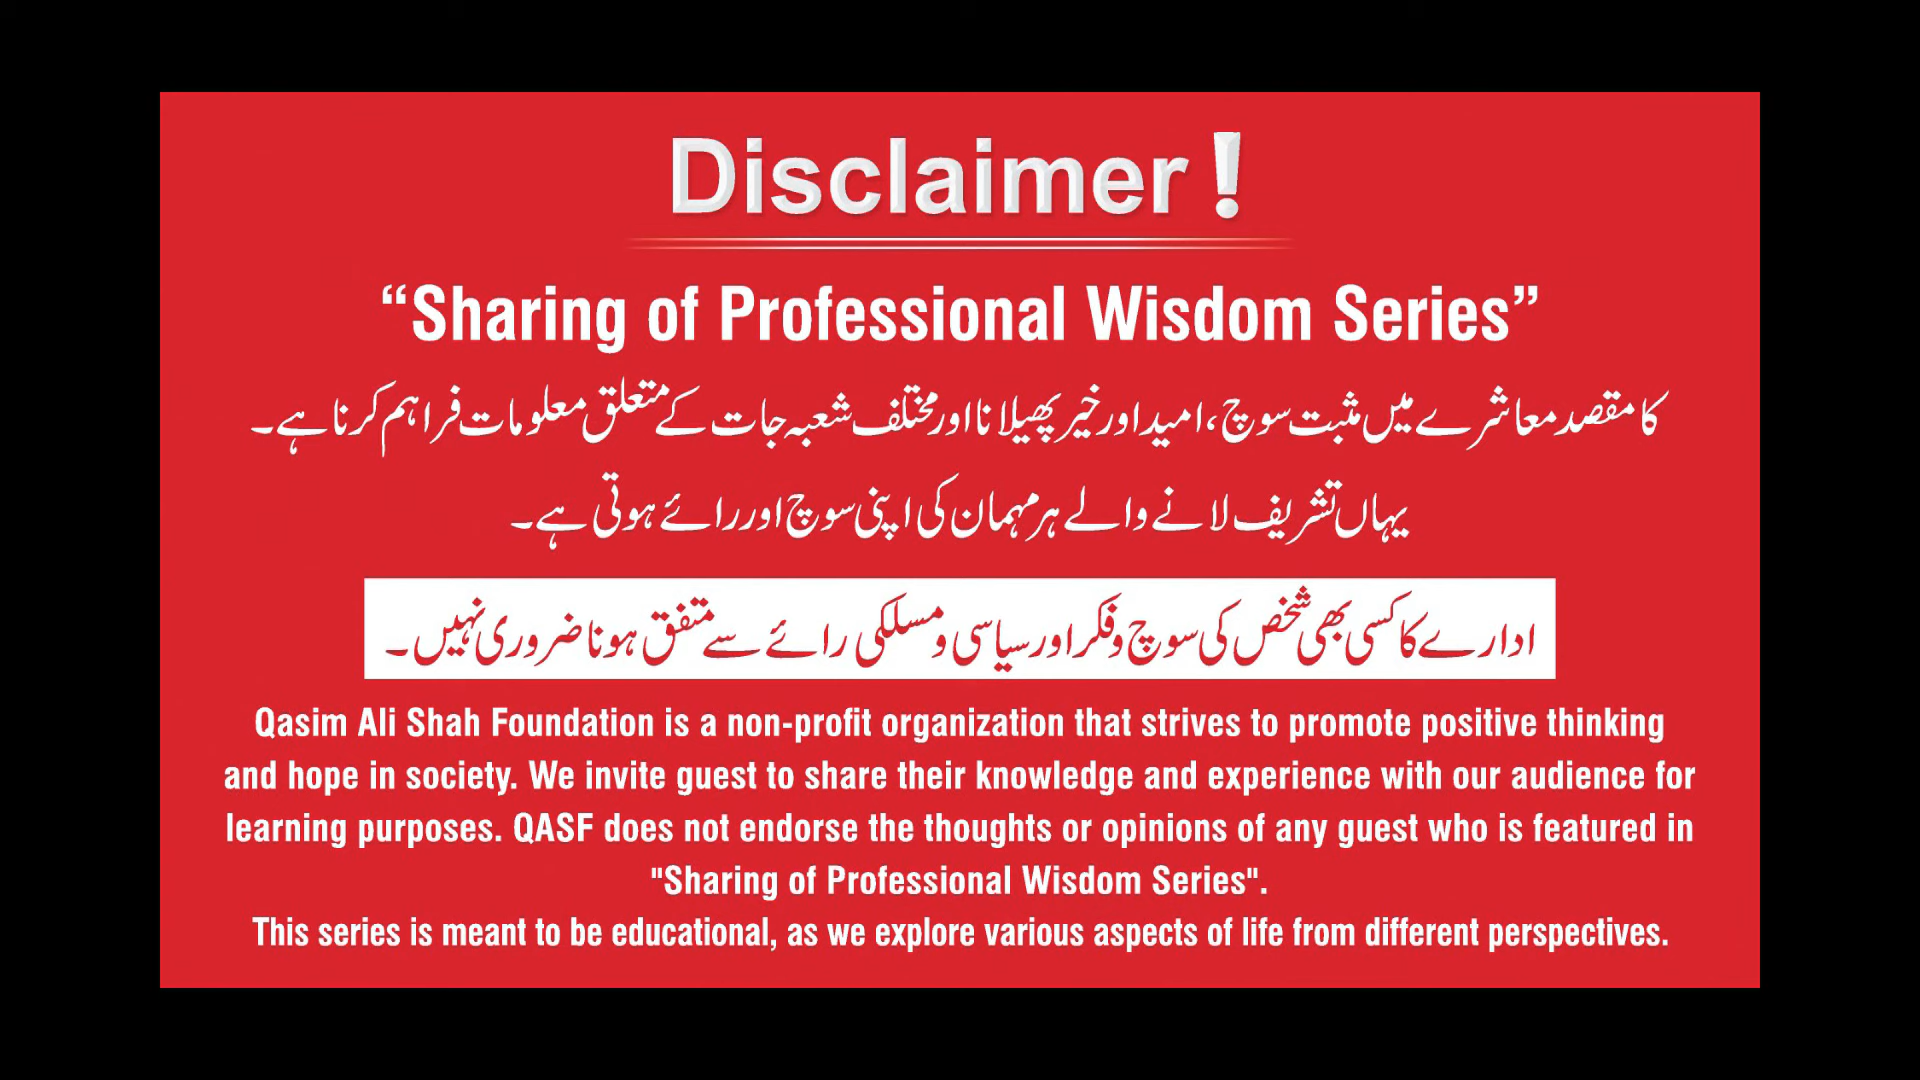 Disclaimer!
“Sharing of Professional Wisdom Series”
کا مقصد معاشرے میں مثبت سوچ، امید اور خیر پھیلانا اور مختلف شعبہ جات کے متعلق معلومات فراہم کرنا ہے۔
یہاں تشریف لانے والے ہر مہمان کی اپنی سوچ اور رائے ہوتی ہے۔
ادارے کا کسی بھی شخص کی سوچ و فکر اور سیاسی و مسلکی رائے سے متفق ہونا ضروری نہیں۔
Qasim Ali Shah Foundation is a non-profit organization that strives to promote positive thinking
and hope in society. We invite guest to share their knowledge and experience with our audience for
learning purposes. QASF does not endorse the thoughts or opinions of any guest who is featured in
"Sharing of Professional Wisdom Series".
This series is meant to be educational, as we explore various aspects of life from different perspectives.